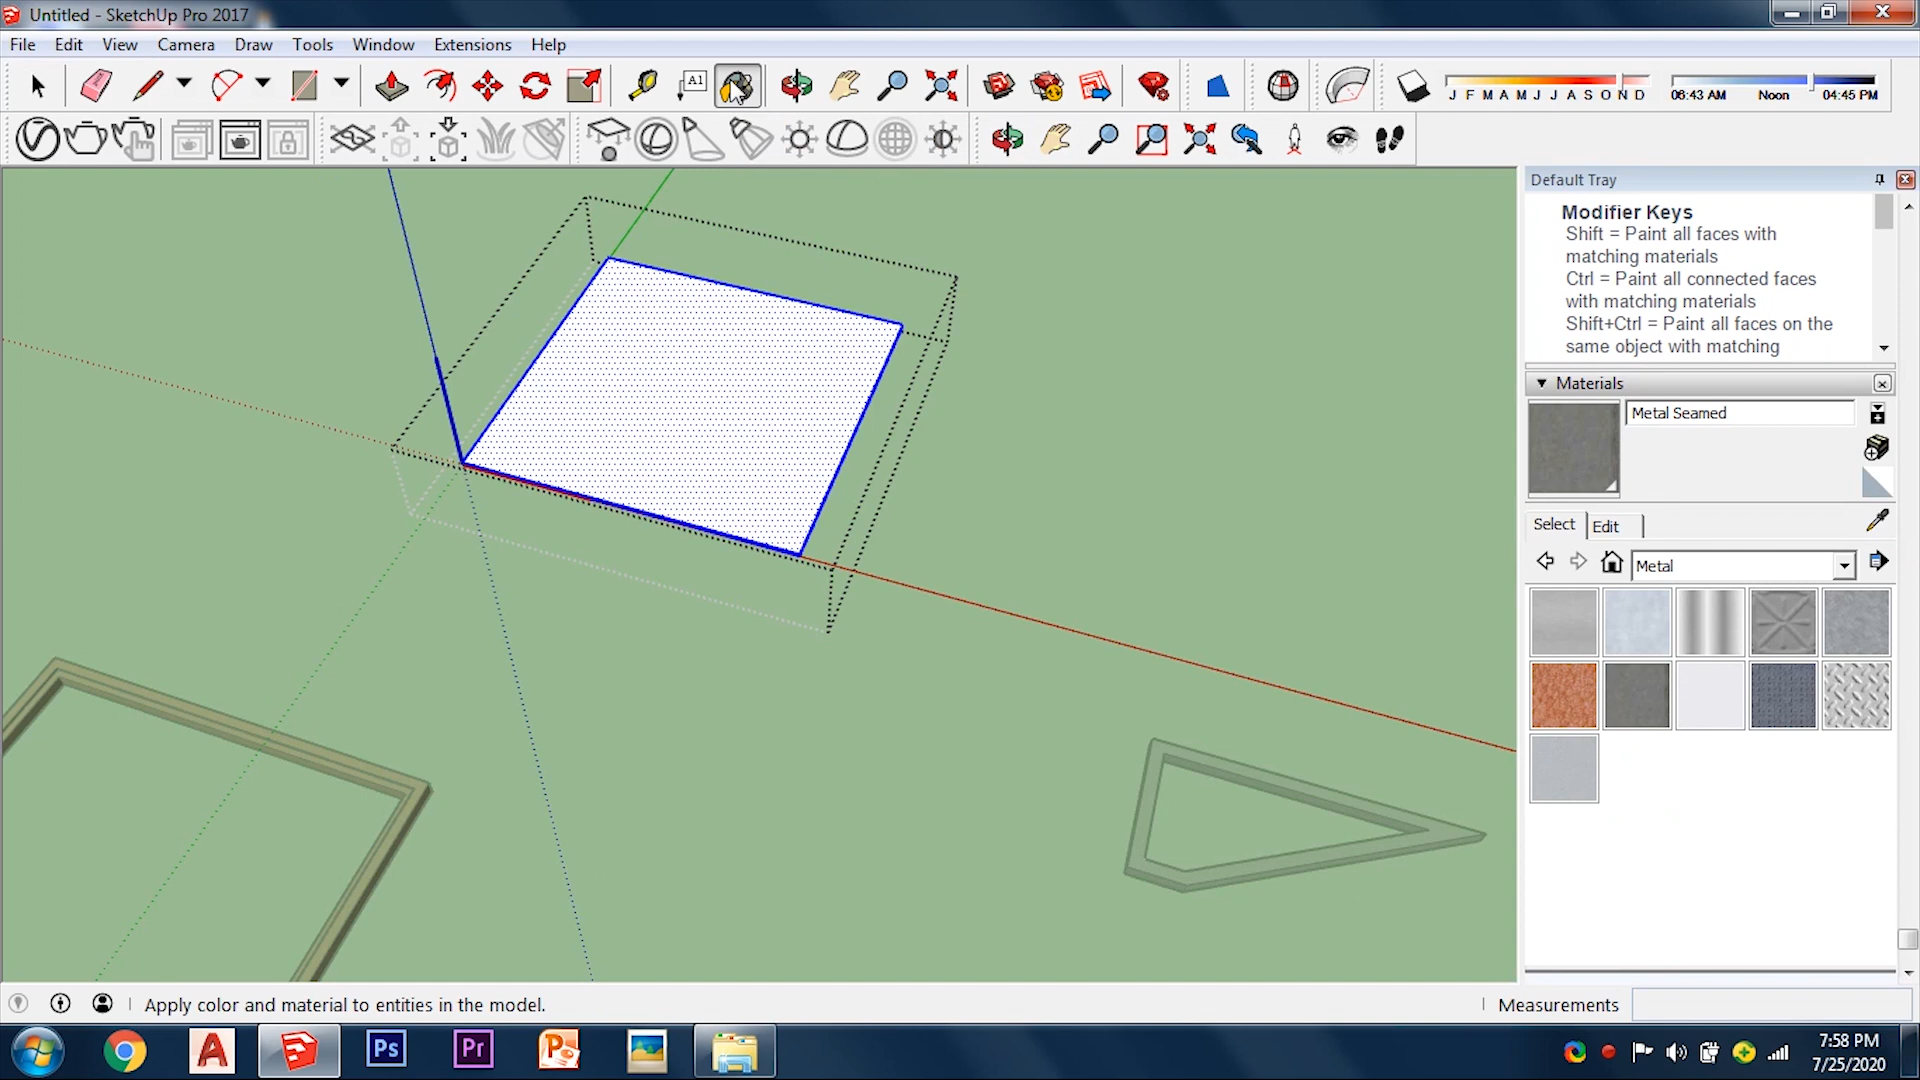 Untitled - SketchUp Pro 2017
File Edit View Camera Draw Tools Window Extensions Help
A1
J F M A M J J A S O N D
06:43 AM Noon 04:45 PM
Default Tray
Modifier Keys
Shift = Paint all faces with
matching materials
Ctrl = Paint all connected faces
with matching materials
Shift+Ctrl = Paint all faces on the
same object with matching
Materials
Metal Seamed
Select Edit
Metal
Apply color and material to entities in the model.
Measurements
Ps Pr
7:58 PM
7/25/2020